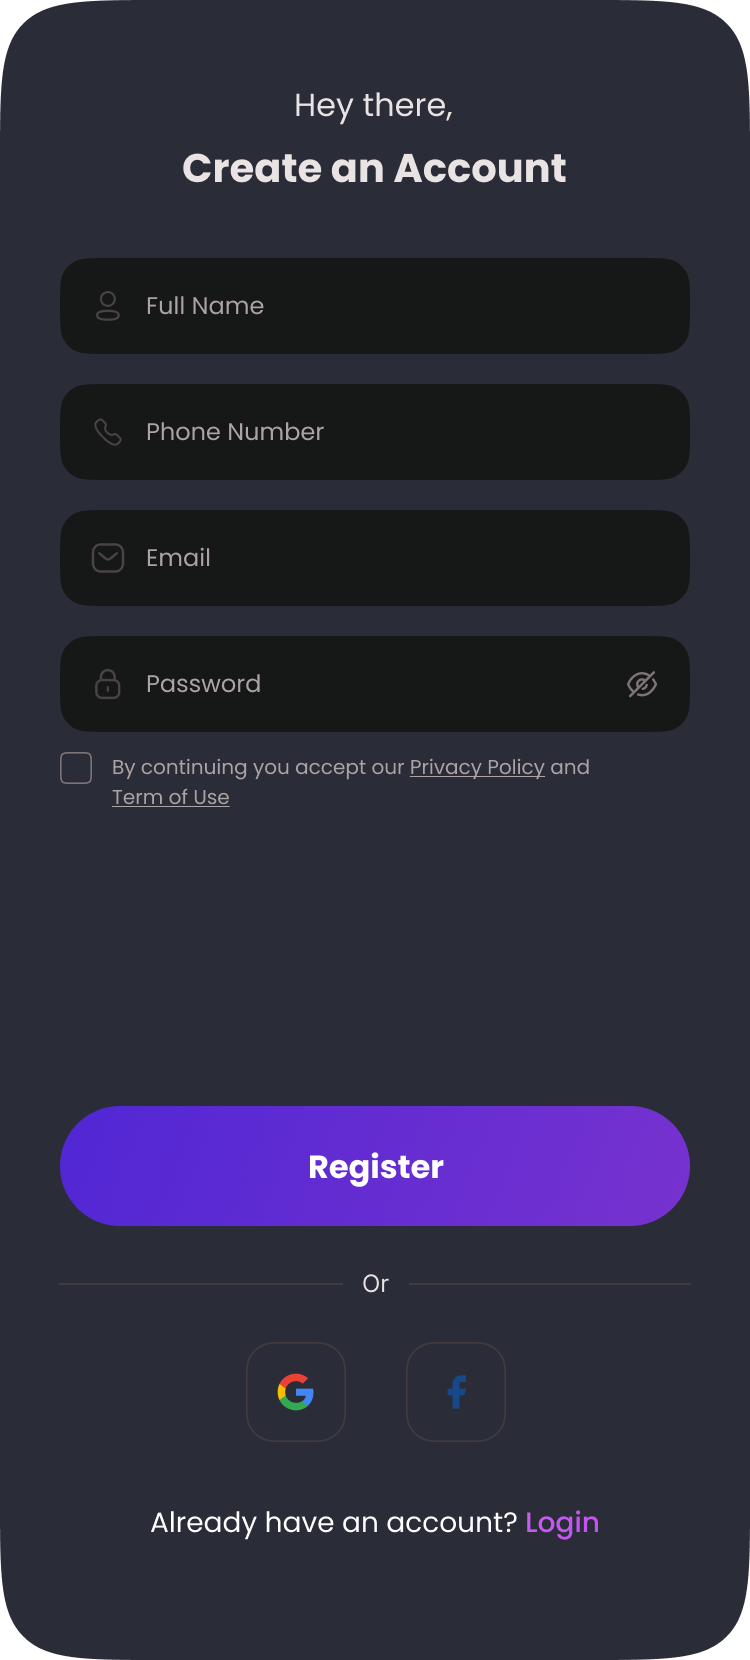 Hey there,
Create an Account
Full Name
Phone Number
Email
Password
By continuing you accept our Privacy Policy and
Term of Use
Register
Or
Already have an account? Login